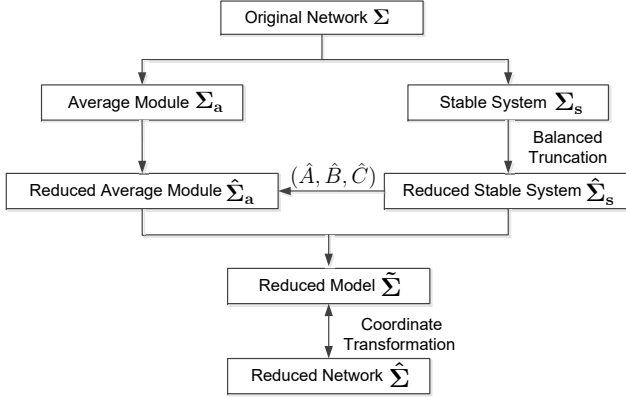 Original Network Σ
Average Module Σₐ
Stable System Σₛ
Balanced
Truncation
(Â, B̂, Ĉ)
Reduced Average Module Σ̂ₐ
Reduced Stable System Σ̂ₛ
Reduced Model Σ̃
Coordinate
Transformation
Reduced Network Σ̂